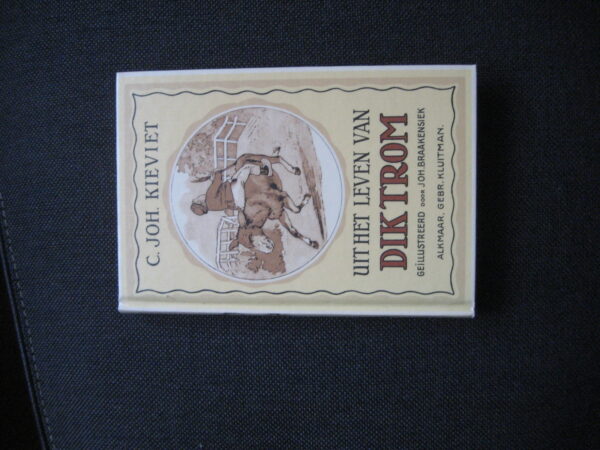 C. JOH. KIEVIET
UIT HET LEVEN VAN
DIK TROM
GEÏLLUSTREERD DOOR JOH. BRAAKENSIEK
ALKMAAR. GEBR. KLUITMAN.